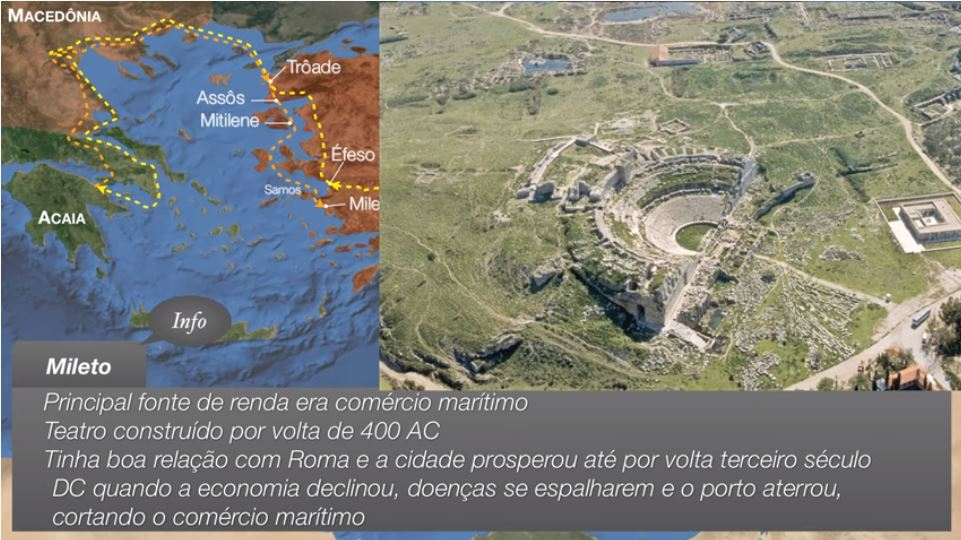 MACEDÔNIA
Trôade
Assôs
Mitilene
Éfeso
Samos
Mile
ACAIA
Info
Mileto
Principal fonte de renda era comércio marítimo
Teatro construído por volta de 400 AC
Tinha boa relação com Roma e a cidade prosperou até por volta terceiro século
DC quando a economia declinou, doenças se espalharem e o porto aterrou,
cortando o comércio marítimo